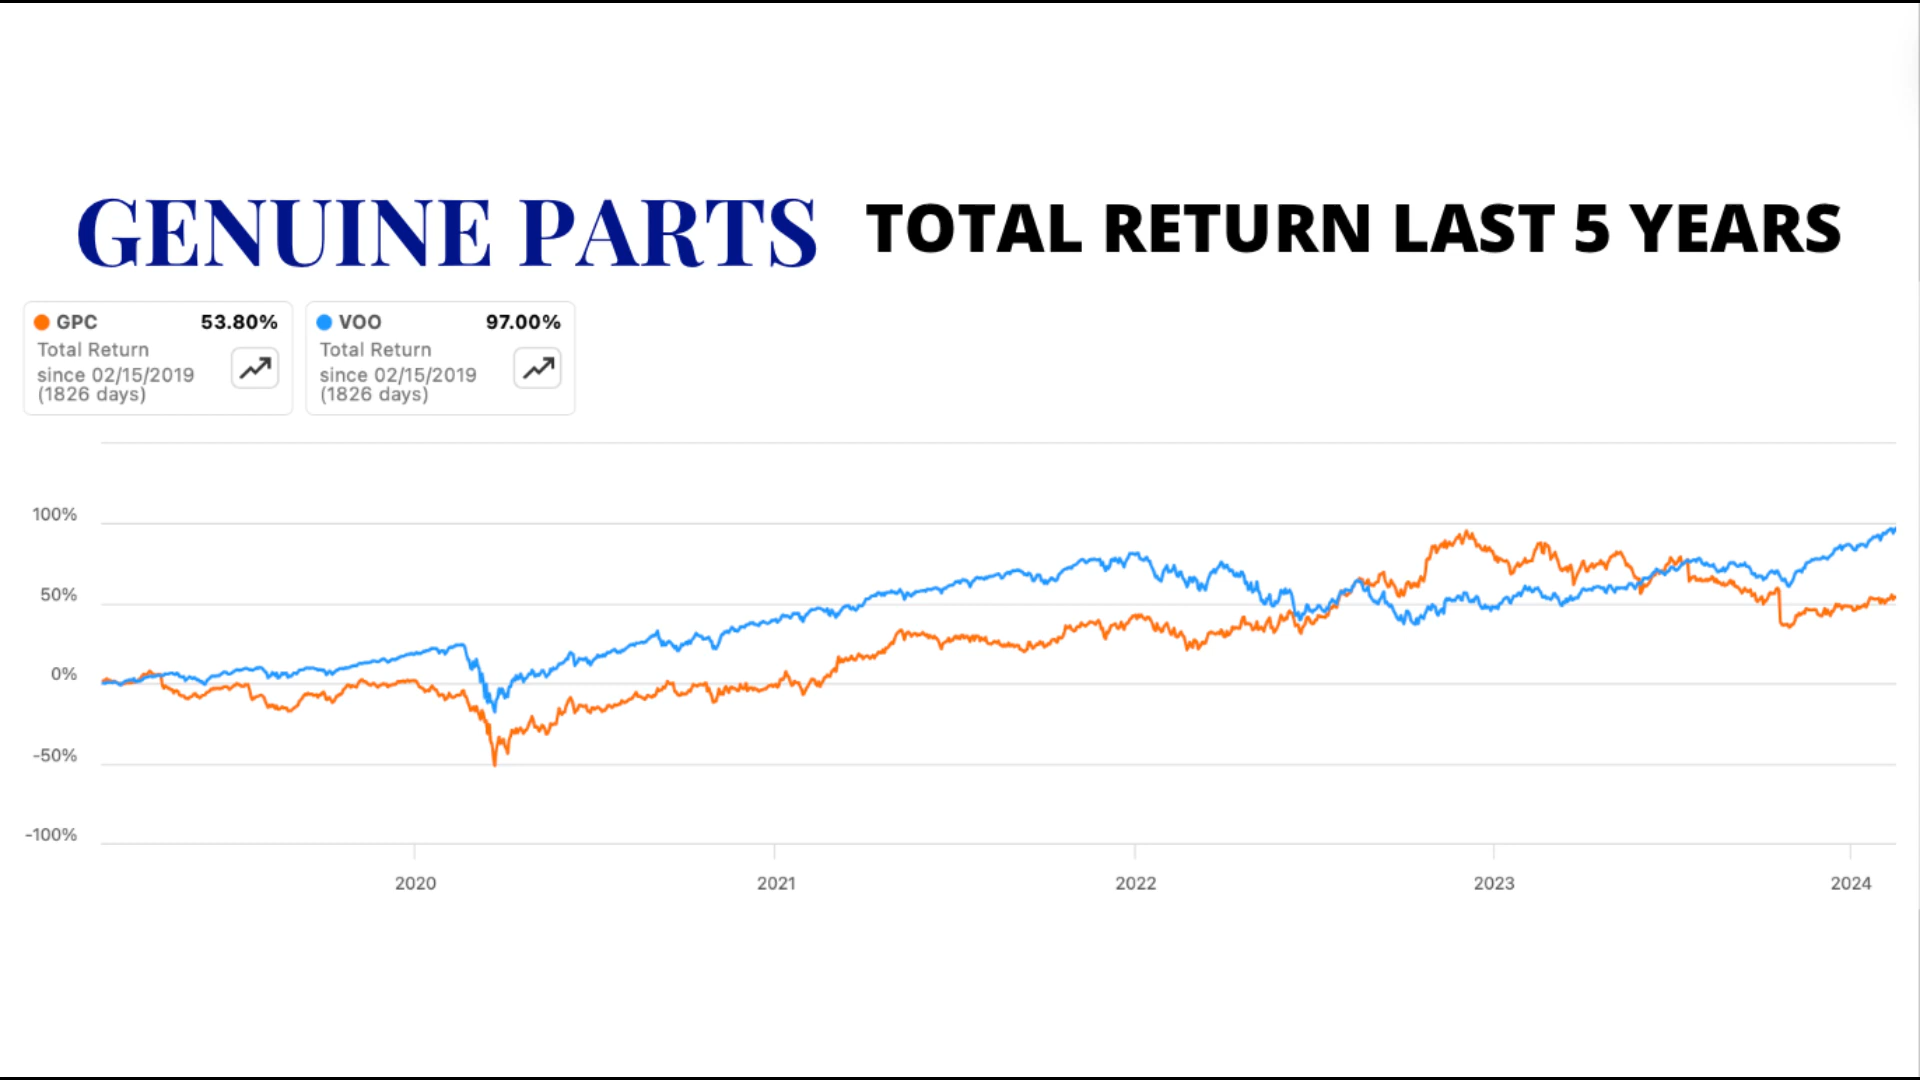 GENUINE PARTS TOTAL RETURN LAST 5 YEARS
GPC 53.80%
Total Return
since 02/15/2019
(1826 days)
VOO 97.00%
Total Return
since 02/15/2019
(1826 days)
100%
50%
0%
-50%
-100%
2020 2021 2022 2023 2024